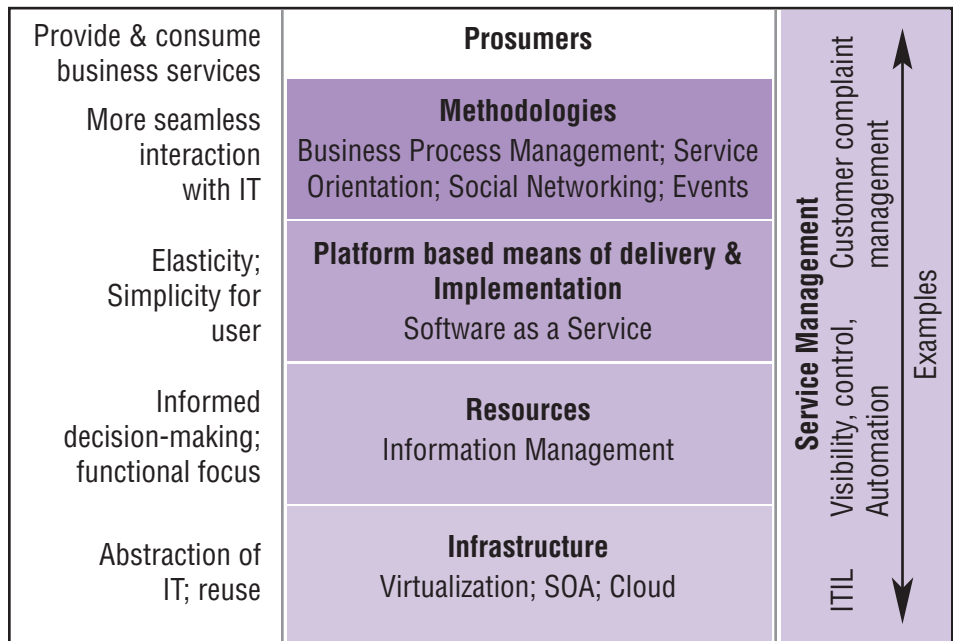 Provide & consume
business services
Prosumers
More seamless
interaction
with IT
Methodologies
Business Process Management; Service
Orientation; Social Networking; Events
Elasticity;
Simplicity for
user
Platform based means of delivery &
Implementation
Software as a Service
Informed
decision-making;
functional focus
Resources
Information Management
Abstraction of
IT; reuse
Infrastructure
Virtualization; SOA; Cloud
Service Management
Customer complaint
management
Visibility, control,
Automation
ITIL
Examples